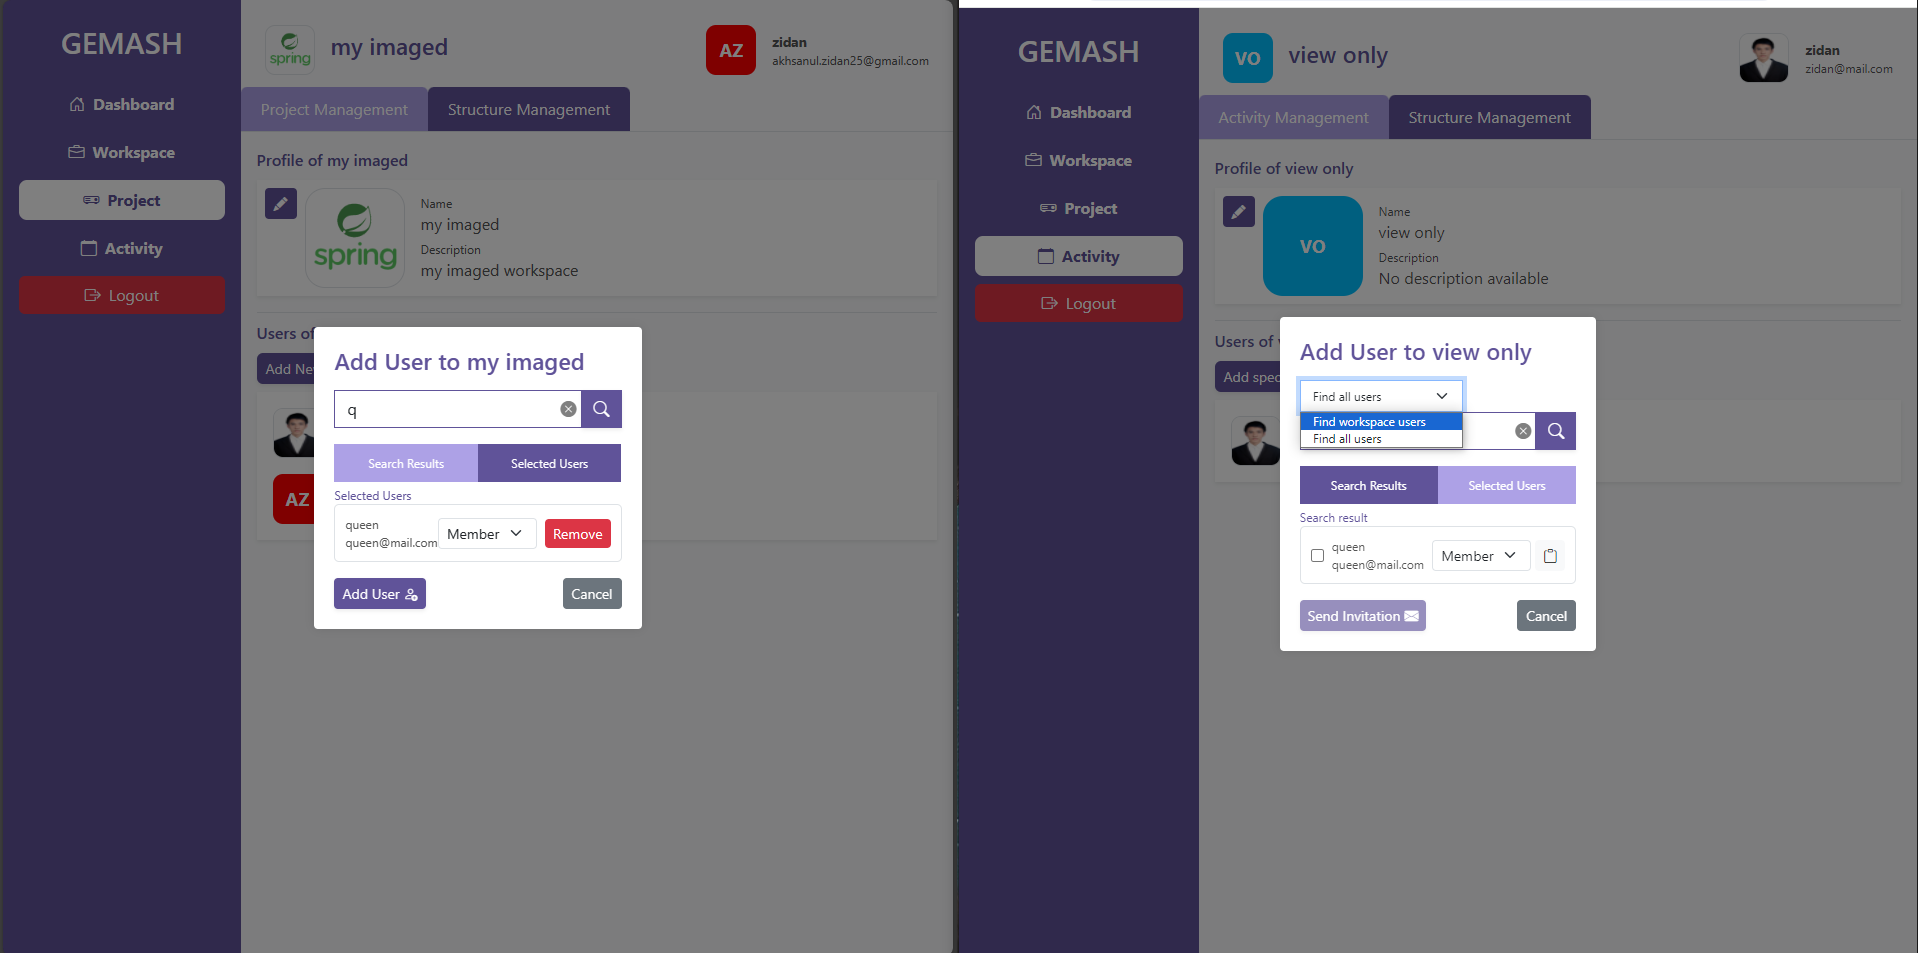 GEMASH
Dashboard
Workspace
Project
Activity
Logout
spring
my imaged
AZ
zidan
akhsanul.zidan25@gmail.com
Project Management
Structure Management
Profile of my imaged
spring
Name
my imaged
Description
my imaged workspace
Users of
Add Ne
AZ
Add User to my imaged
q
Search Results
Selected Users
Selected Users
queen
queen@mail.com
Member
Remove
Add User
Cancel
GEMASH
Dashboard
Workspace
Project
Activity
Logout
VO
view only
zidan
zidan@mail.com
Activity Management
Structure Management
Profile of view only
VO
Name
view only
Description
No description available
Users of
Add spec
Add User to view only
Find all users
Find workspace users
Find all users
Search Results
Selected Users
Search result
queen
queen@mail.com
Member
Send Invitation
Cancel